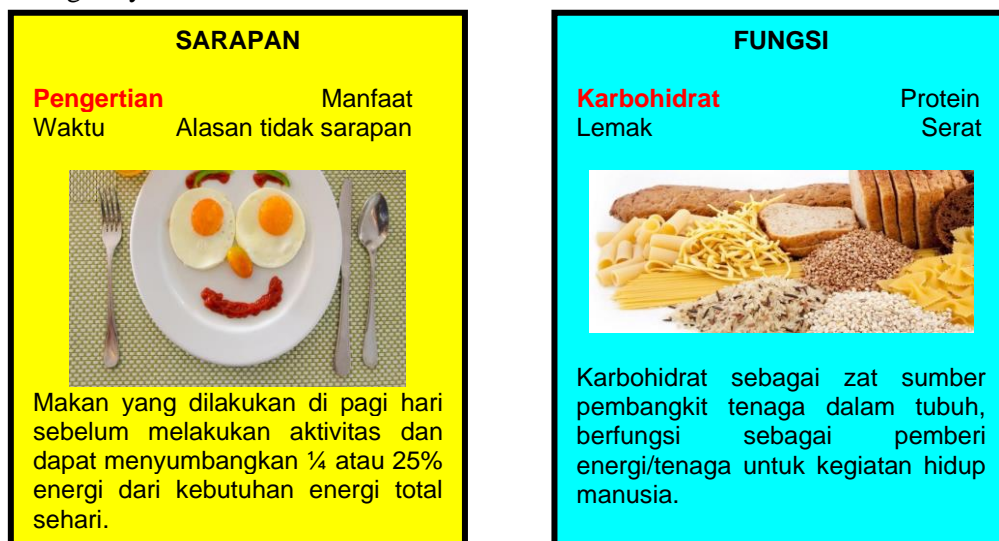 SARAPAN
Pengertian Manfaat
Waktu Alasan tidak sarapan
Makan yang dilakukan di pagi hari
sebelum melakukan aktivitas dan
dapat menyumbangkan ¼ atau 25%
energi dari kebutuhan energi total
sehari.
FUNGSI
Karbohidrat Protein
Lemak Serat
Karbohidrat sebagai zat sumber
pembangkit tenaga dalam tubuh,
berfungsi sebagai pemberi
energi/tenaga untuk kegiatan hidup
manusia.